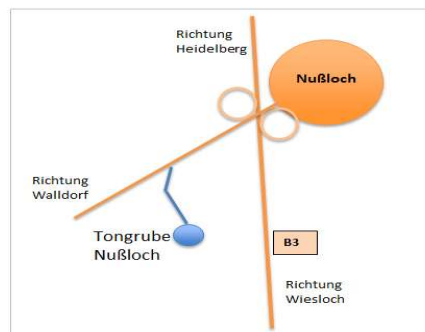 Richtung
Heidelberg
Nußloch
Richtung
Walldorf
Tongrube
Nußloch
B3
Richtung
Wiesloch